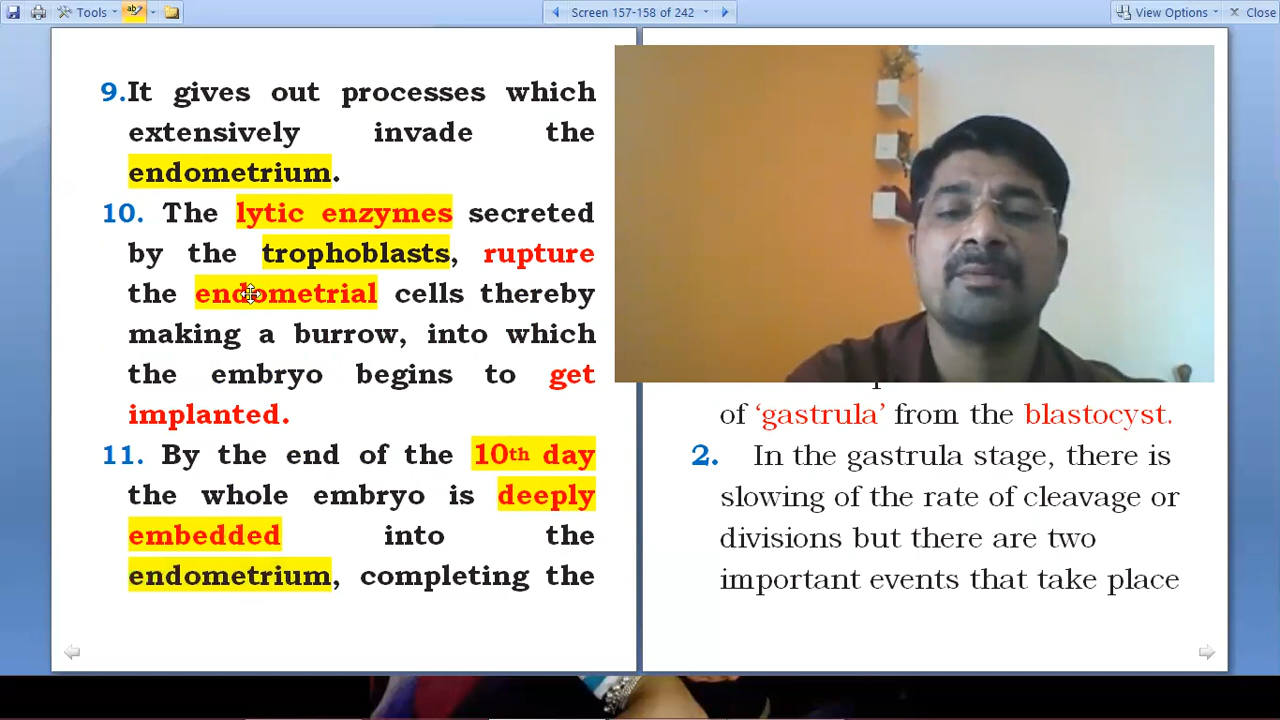 Tools
Screen 157-158 of 242
View Options
Close
9.It gives out processes which
extensively invade the
endometrium.
10. The lytic enzymes secreted
by the trophoblasts, rupture
the endometrial cells thereby
making a burrow, into which
the embryo begins to get
implanted.
11. By the end of the 10th day
the whole embryo is deeply
embedded into the
endometrium, completing the
of ‘gastrula’ from the blastocyst.
2. In the gastrula stage, there is
slowing of the rate of cleavage or
divisions but there are two
important events that take place